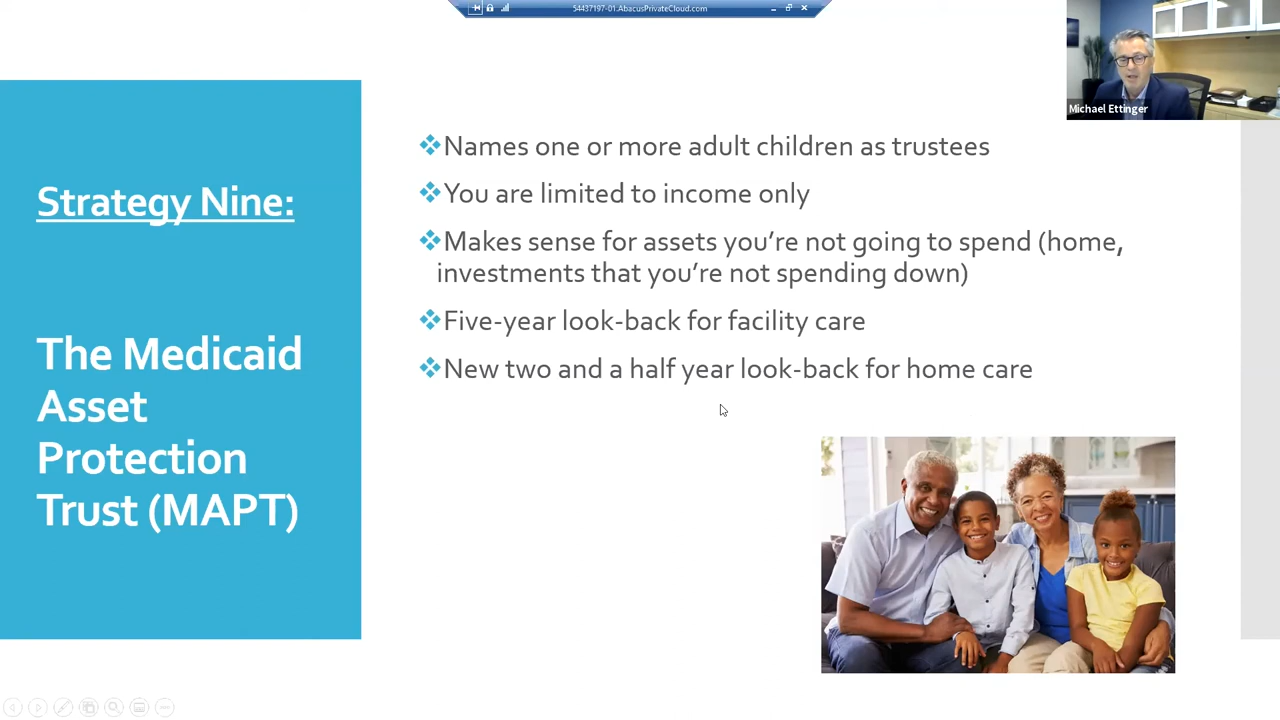 54437197-01.AbacusPrivateCloud.com
Michael Ettinger
Strategy Nine:
The Medicaid
Asset
Protection
Trust (MAPT)
Names one or more adult children as trustees
You are limited to income only
Makes sense for assets you're not going to spend (home,
investments that you're not spending down)
Five-year look-back for facility care
New two and a half year look-back for home care